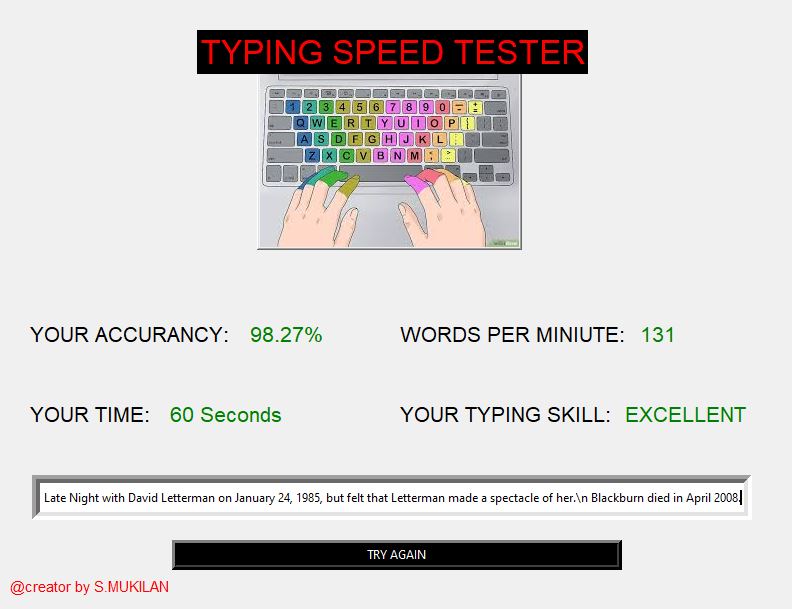 TYPING SPEED TESTER
1 2 3 4 5 6 7 8 9 0
Q W E R T Y U I O P
A S D F G H J K L
Z X C V B N M
YOUR ACCURANCY: 98.27% WORDS PER MINIUTE: 131
YOUR TIME: 60 Seconds YOUR TYPING SKILL: EXCELLENT
Late Night with David Letterman on January 24, 1985, but felt that Letterman made a spectacle of her.\n Blackburn died in April 2008.
TRY AGAIN
@creator by S.MUKILAN